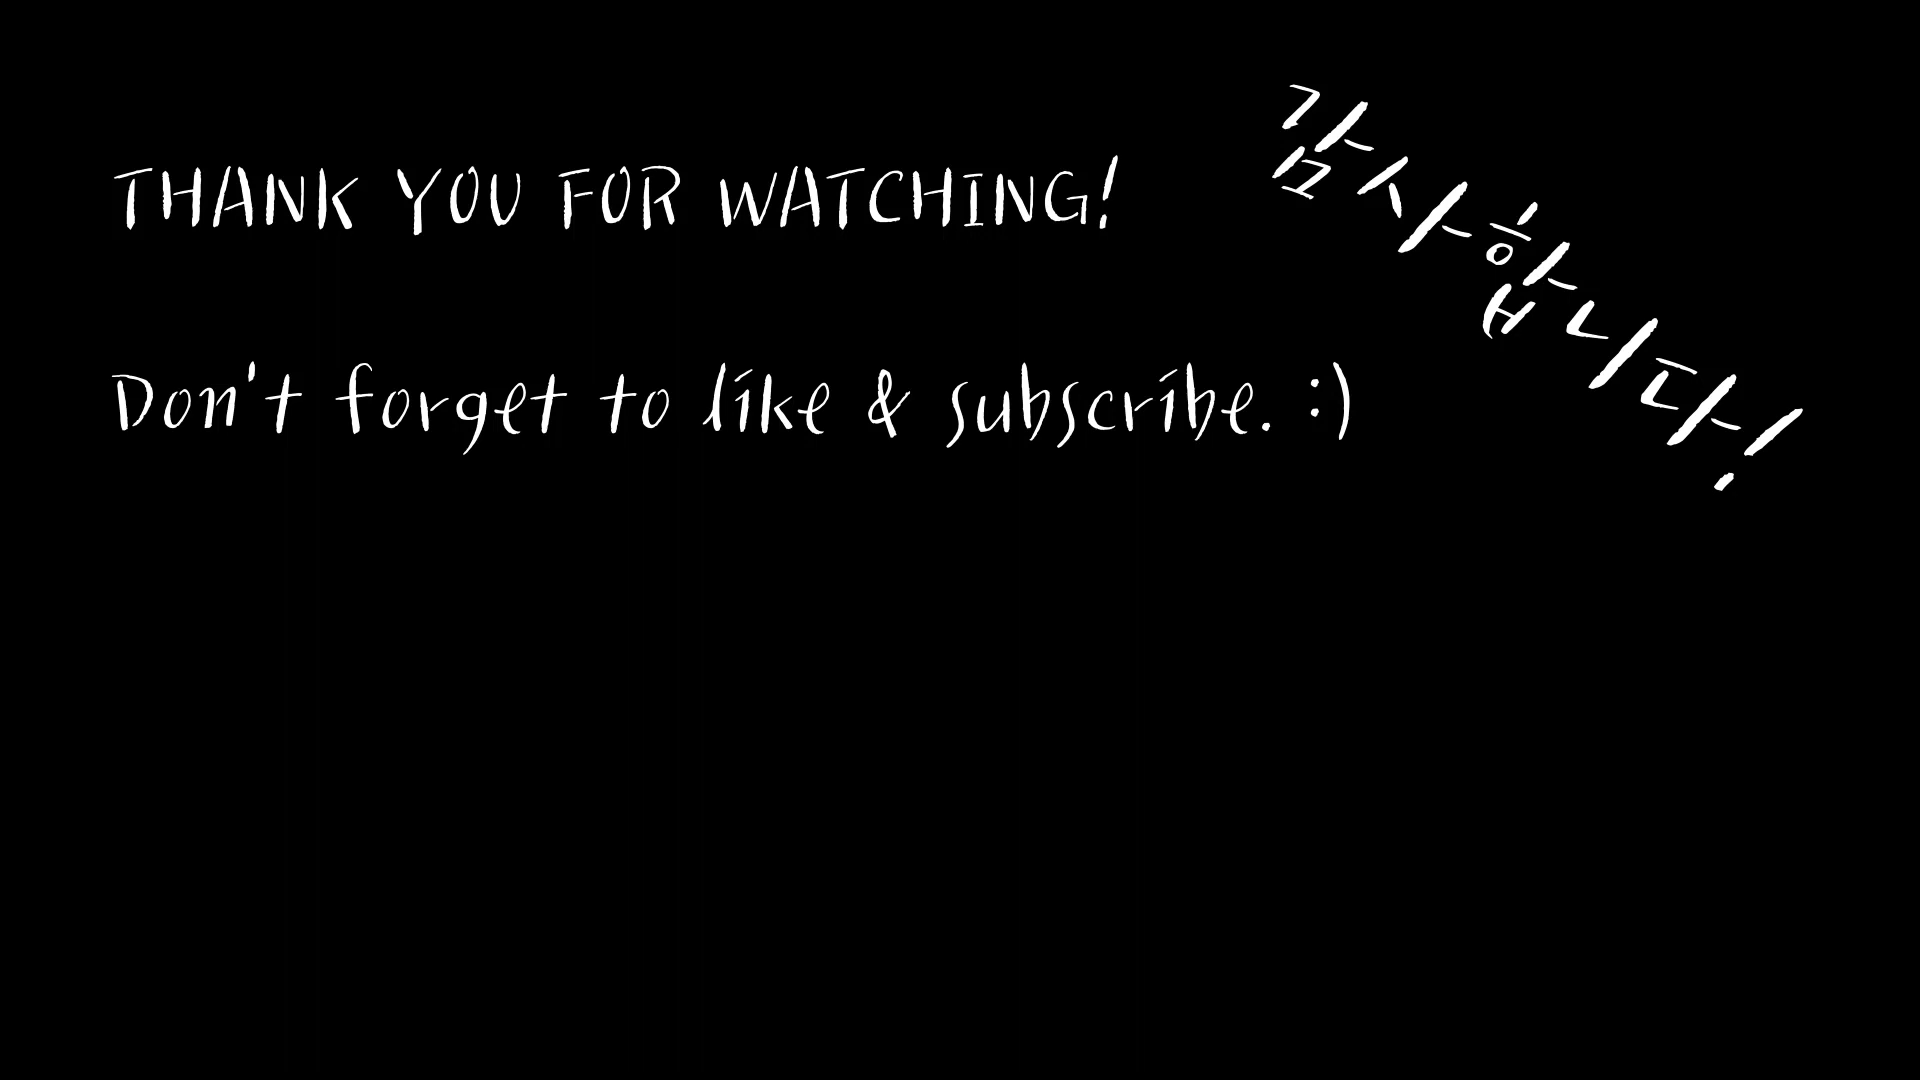 THANK YOU FOR WATCHING!
감사합니다!
Don't forget to like & subscribe. :)